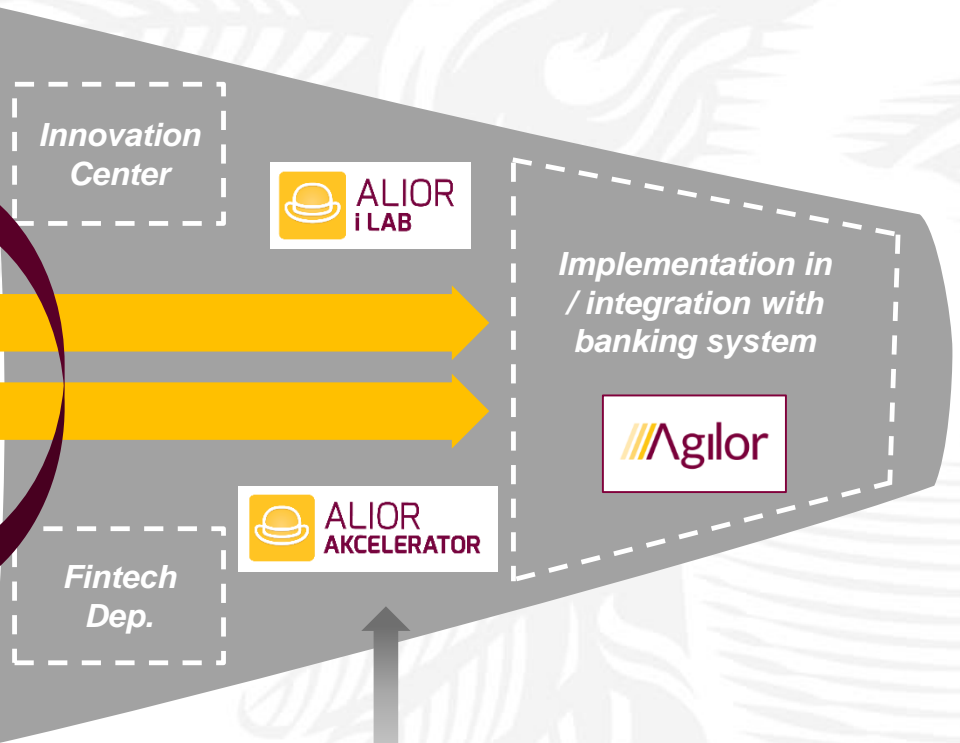 Innovation
Center
ALIOR
i LAB
Implementation in
/ integration with
banking system
Agilor
ALIOR
AKCELERATOR
Fintech
Dep.